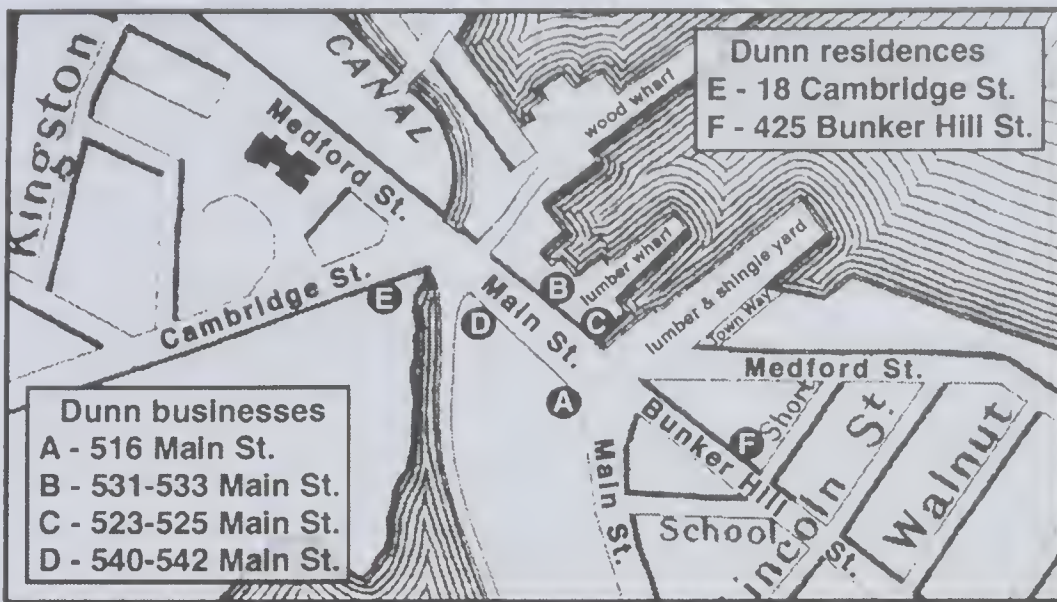 Kingston
CANAL
Medford St.
wood wharf
Dunn residences
E - 18 Cambridge St.
F - 425 Bunker Hill St.
Cambridge St.
E
D
Main St.
B
lumber wharf
C
lumber & shingle yard
Town Way
Medford St.
A
Main St.
Bunker Hill St.
F
Short
School
incoln St
Walnut
Dunn businesses
A - 516 Main St.
B - 531-533 Main St.
C - 523-525 Main St.
D - 540-542 Main St.